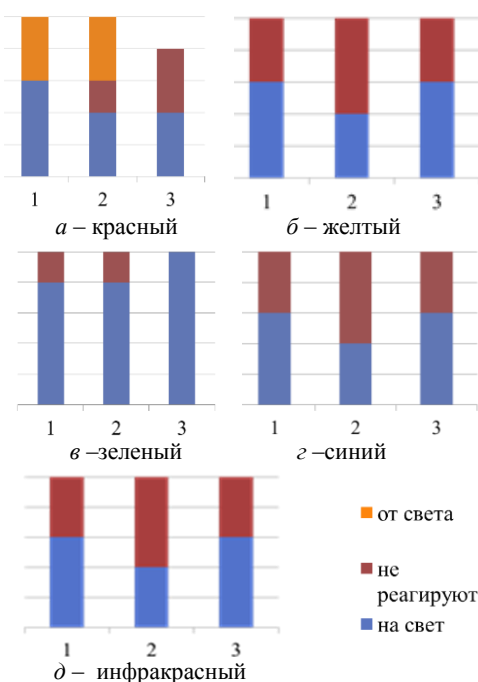 1 2 3
а – красный
1 2 3
б – желтый
1 2 3
в –зеленый
1 2 3
г –синий
1 2 3
д – инфракрасный
от света
не
реагируют
на свет